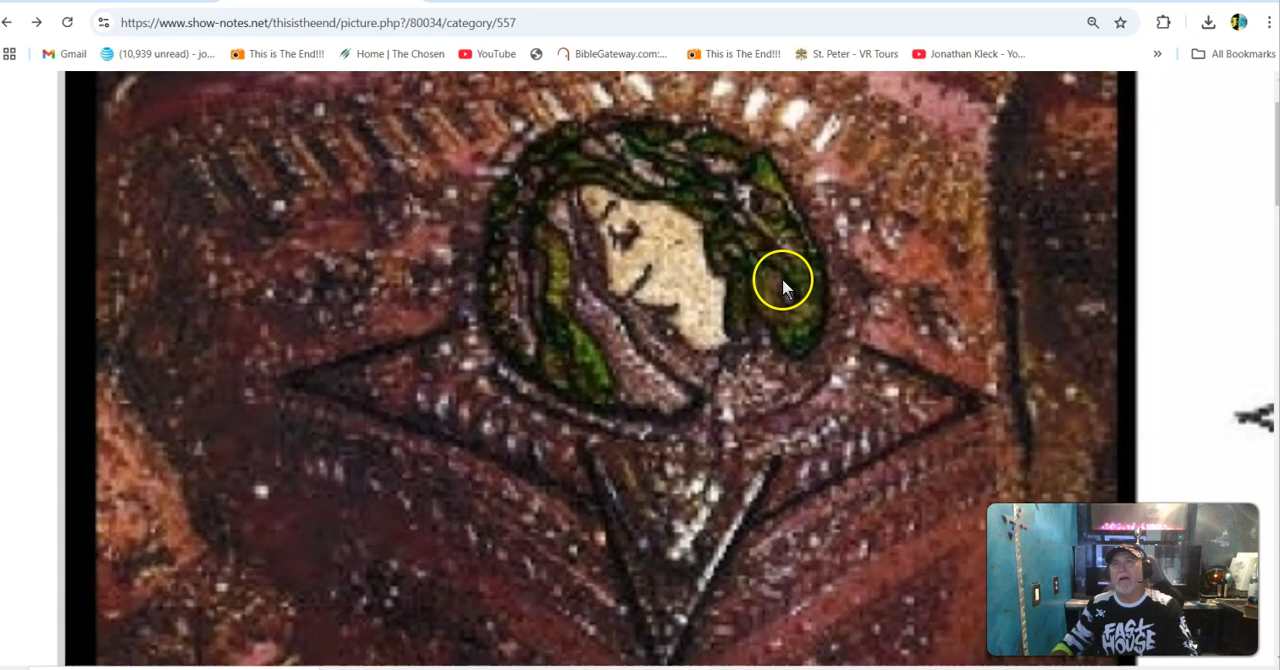 https://www.show-notes.net/thisistheend/picture.php?/80034/category/557
Gmail
(10,939 unread) - jo...
This is The End!!!
Home | The Chosen
YouTube
BibleGateway.com:...
This is The End!!!
St. Peter - VR Tours
Jonathan Kleck - Yo...
»
All Bookmarks
FAST
HOUSE